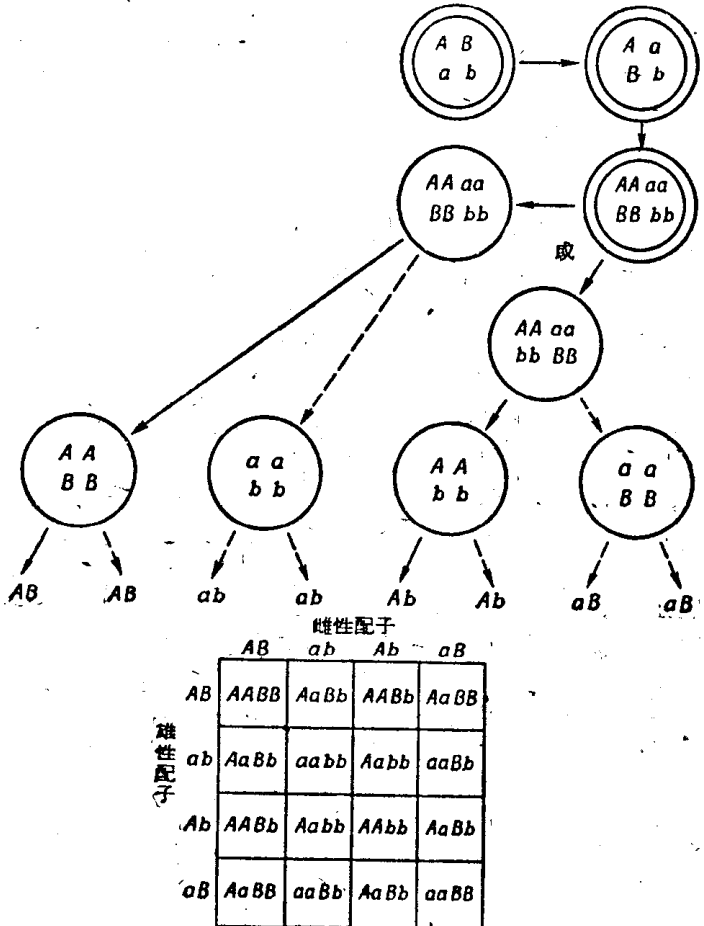 A B A a
a b B b
AA aa AA aa
BB bb BB bb
或
AA aa
bb BB
A A a a A A a a
B B b b b b B B
AB AB ab ab Ab Ab aB aB
雌性配子
AB ab Ab aB
雄性配子
AB AABB AaBb AABb AaBB
ab AaBb aabb Aabb aaBb
Ab AABb Aabb AAbb AaBb
aB AaBB aaBb AaBb aaBB